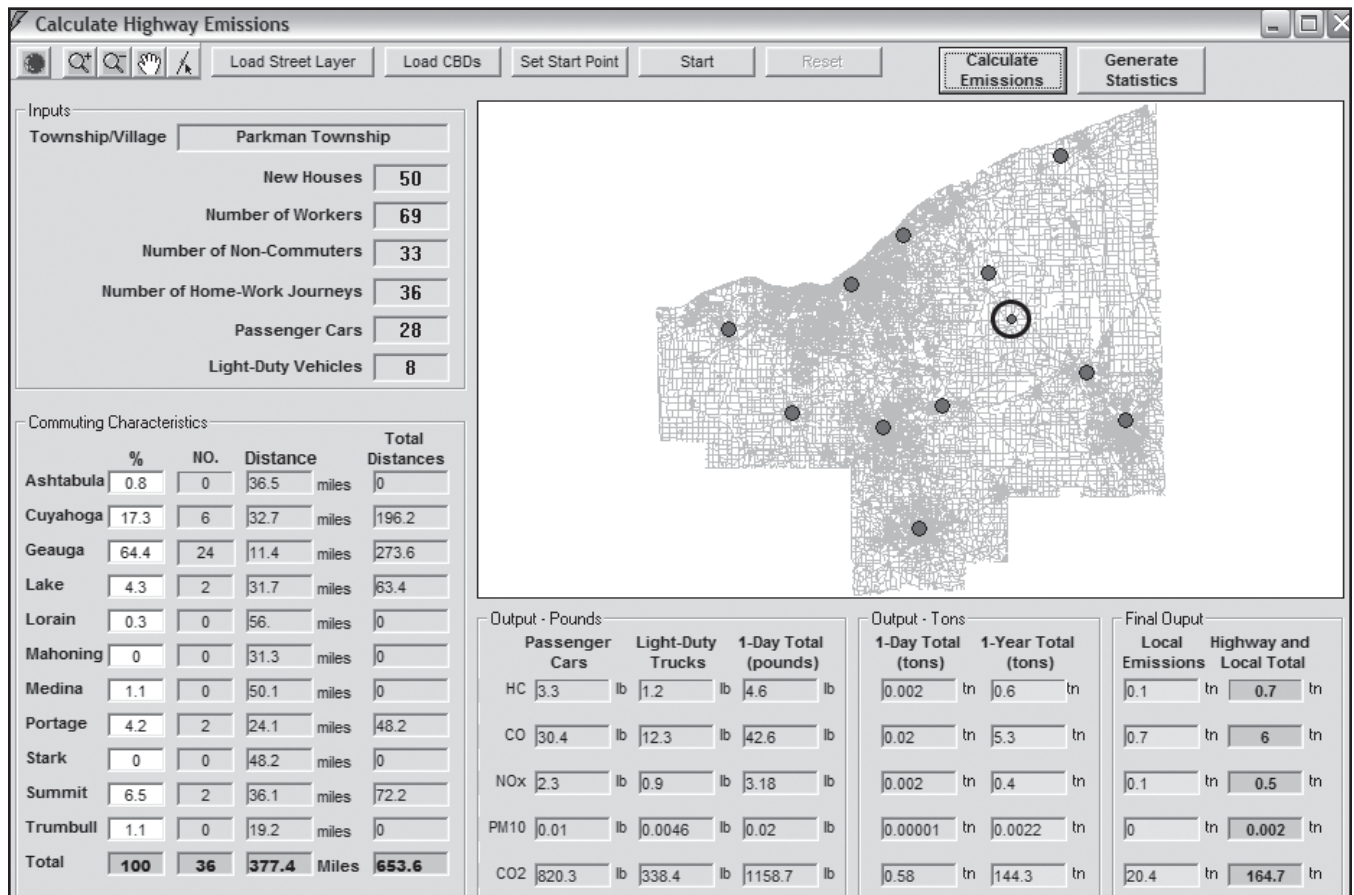 Calculate Highway Emissions
Load Street Layer Load CBDs Set Start Point Start Reset Calculate Emissions Generate Statistics
Inputs
Township/Village Parkman Township
New Houses 50
Number of Workers 69
Number of Non-Commuters 33
Number of Home-Work Journeys 36
Passenger Cars 28
Light-Duty Vehicles 8
Commuting Characteristics
% NO. Distance Total Distances
Ashtabula 0.8 0 36.5 miles 0
Cuyahoga 17.3 6 32.7 miles 196.2
Geauga 64.4 24 11.4 miles 273.6
Lake 4.3 2 31.7 miles 63.4
Lorain 0.3 0 56. miles 0
Mahoning 0 0 31.3 miles 0
Medina 1.1 0 50.1 miles 0
Portage 4.2 2 24.1 miles 48.2
Stark 0 0 48.2 miles 0
Summit 6.5 2 36.1 miles 72.2
Trumbull 1.1 0 19.2 miles 0
Total 100 36 377.4 Miles 653.6
Output - Pounds
Passenger Cars Light-Duty Trucks 1-Day Total (pounds)
HC 3.3 lb 1.2 lb 4.6 lb
CO 30.4 lb 12.3 lb 42.6 lb
NOx 2.3 lb 0.9 lb 3.18 lb
PM10 0.01 lb 0.0046 lb 0.02 lb
CO2 820.3 lb 338.4 lb 1158.7 lb
Output - Tons
1-Day Total (tons) 1-Year Total (tons)
0.002 tn 0.6 tn
0.02 tn 5.3 tn
0.002 tn 0.4 tn
0.00001 tn 0.0022 tn
0.58 tn 144.3 tn
Final Ouput
Local Emissions Highway and Local Total
0.1 tn 0.7 tn
0.7 tn 6 tn
0.1 tn 0.5 tn
0 tn 0.002 tn
20.4 tn 164.7 tn